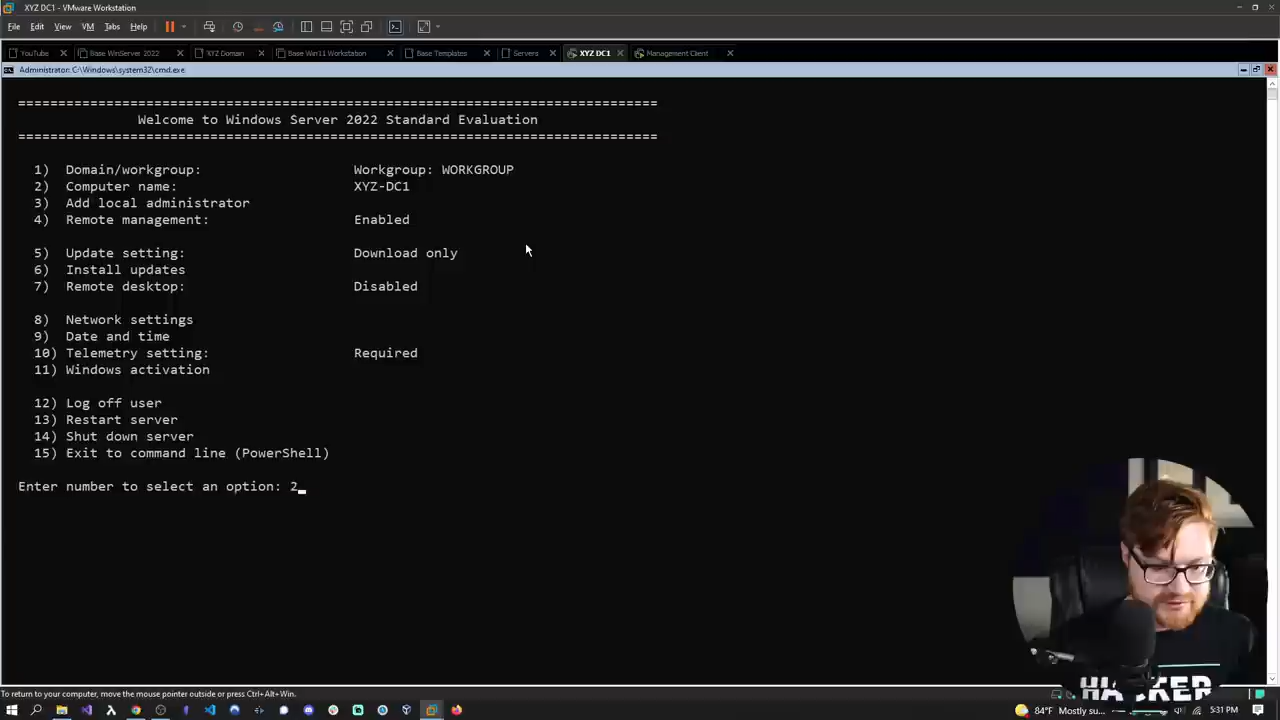 XYZ DC1 - VMware Workstation
File Edit View VM Tabs Help
YouTube Base WinServer 2022 XYZ Domain Base Win11 Workstation Base Templates Servers XYZ DC1 Management Client
Administrator: C:\Windows\system32\cmd.exe
================================================================================
Welcome to Windows Server 2022 Standard Evaluation
================================================================================
1) Domain/workgroup: Workgroup: WORKGROUP
2) Computer name: XYZ-DC1
3) Add local administrator
4) Remote management: Enabled
5) Update setting: Download only
6) Install updates
7) Remote desktop: Disabled
8) Network settings
9) Date and time
10) Telemetry setting: Required
11) Windows activation
12) Log off user
13) Restart server
14) Shut down server
15) Exit to command line (PowerShell)
Enter number to select an option: 2_
HACKER
To return to your computer, move the mouse pointer outside or press Ctrl+Alt+Win.
84°F Mostly su... 5:31 PM